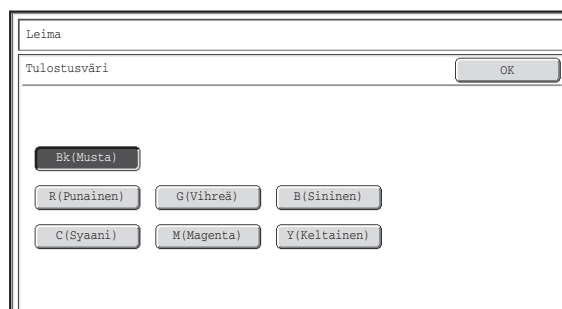 Leima
Tulostusväri OK
Bk(Musta)
R(Punainen) G(Vihreä) B(Sininen)
C(Syaani) M(Magenta) Y(Keltainen)